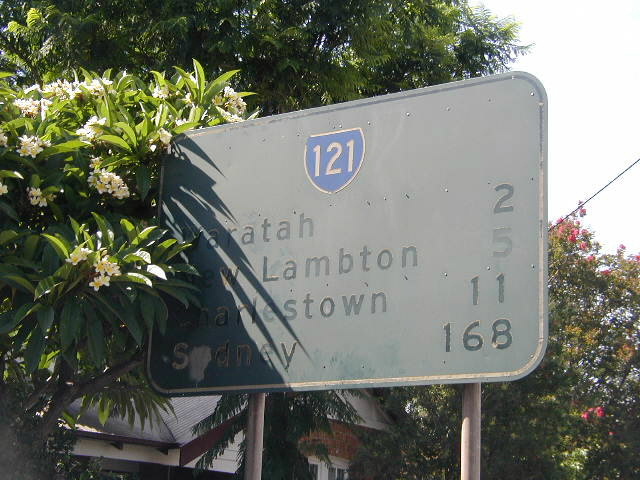 121
Waratah 2
New Lambton 5
Charlestown 11
Sydney 168